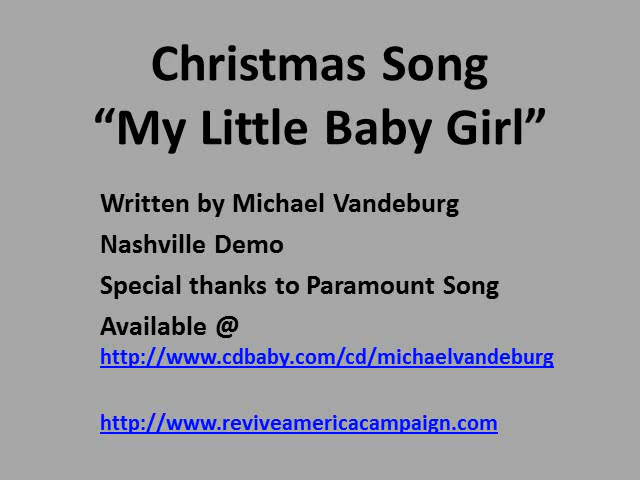 Christmas Song
“My Little Baby Girl”
Written by Michael Vandeburg
Nashville Demo
Special thanks to Paramount Song
Available @
http://www.cdbaby.com/cd/michaelvandeburg
http://www.reviveamericacampaign.com